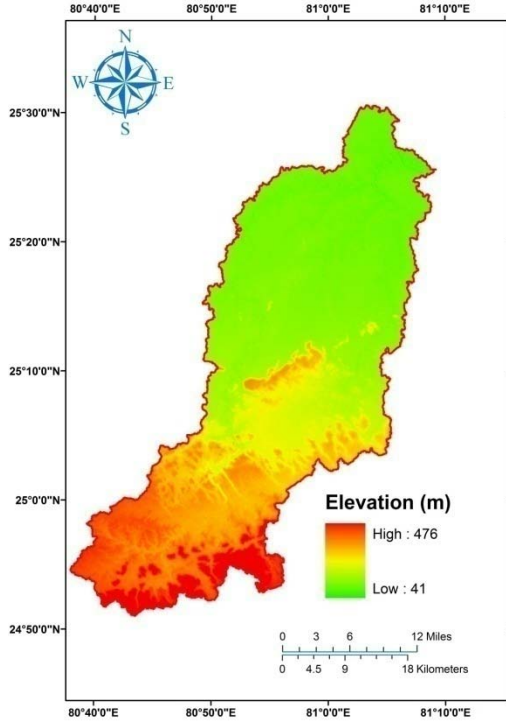 80°40'0"E 80°50'0"E 81°0'0"E 81°10'0"E
N
W E
S
25°30'0"N
25°20'0"N
25°10'0"N
25°0'0"N
24°50'0"N
Elevation (m)
High : 476
Low : 41
0 3 6 12 Miles
0 4.5 9 18 Kilometers
80°40'0"E 80°50'0"E 81°0'0"E 81°10'0"E